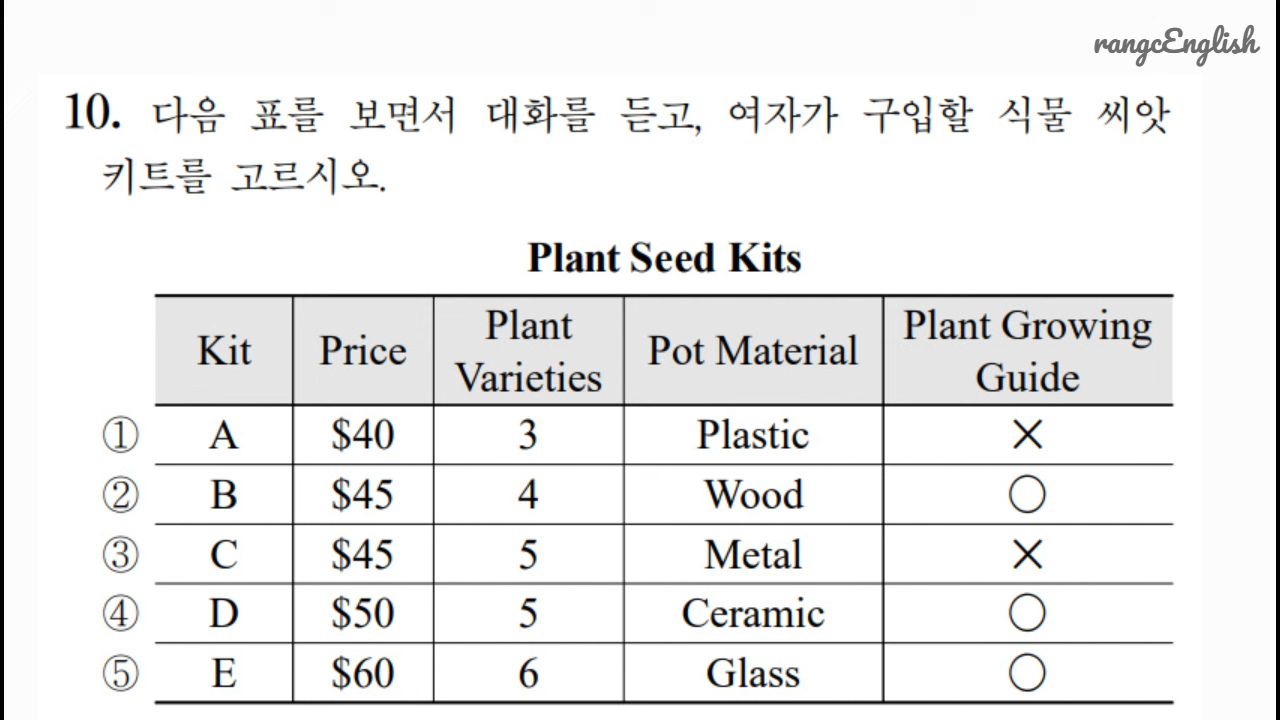 rangcEnglish
10. 다음 표를 보면서 대화를 듣고, 여자가 구입할 식물 씨앗
키트를 고르시오.
Plant Seed Kits
Kit Price Plant Varieties Pot Material Plant Growing Guide
① A $40 3 Plastic ×
② B $45 4 Wood ○
③ C $45 5 Metal ×
④ D $50 5 Ceramic ○
⑤ E $60 6 Glass ○